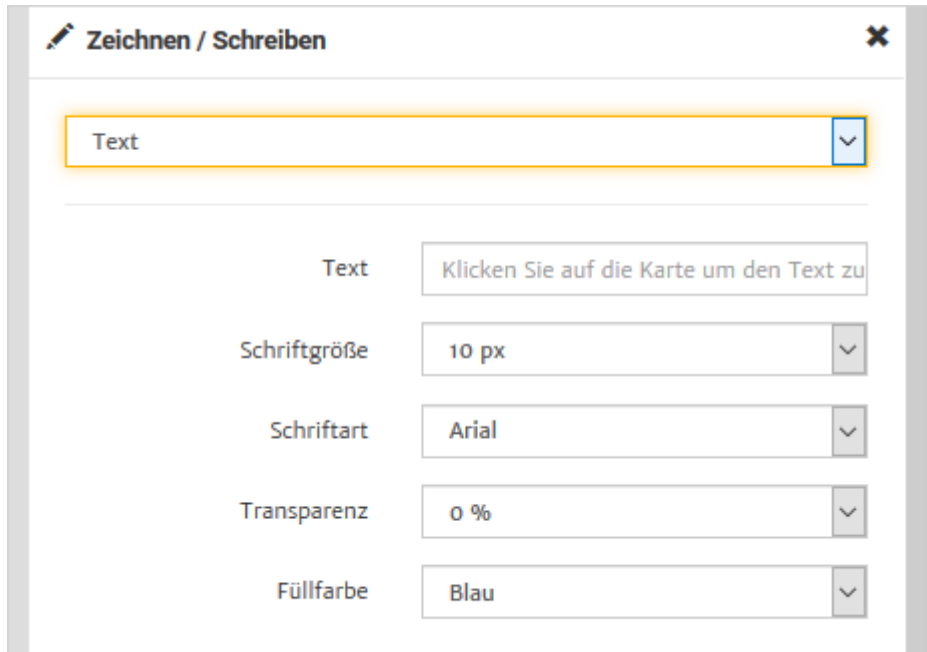 Zeichnen / Schreiben
Text
Text Klicken Sie auf die Karte um den Text zu
Schriftgröße 10 px
Schriftart Arial
Transparenz 0 %
Füllfarbe Blau